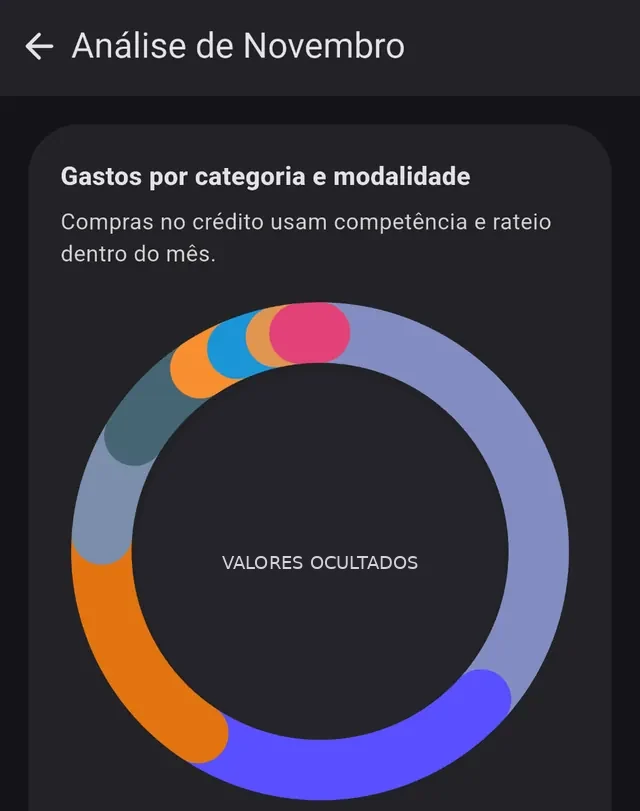 Análise de Novembro
Gastos por categoria e modalidade
Compras no crédito usam competência e rateio
dentro do mês.
VALORES OCULTADOS